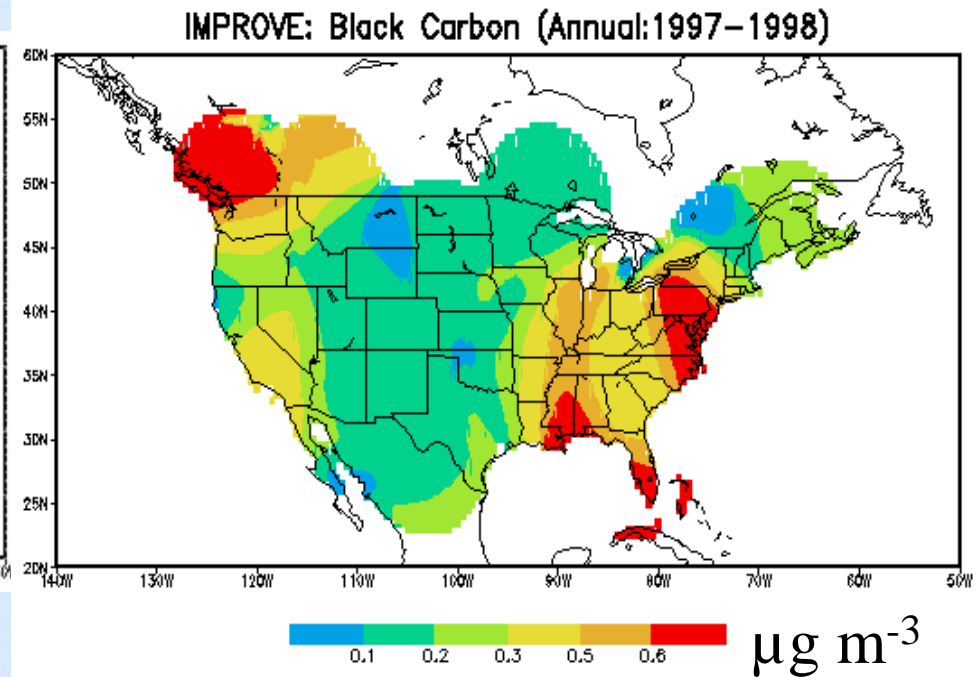 IMPROVE: Black Carbon (Annual:1997-1998)
60N
55N
50N
45N
40N
35N
30N
25N
20N
140W 130W 120W 110W 100W 90W 80W 70W 60W 50W
0.1 0.2 0.3 0.5 0.6
µg m-3